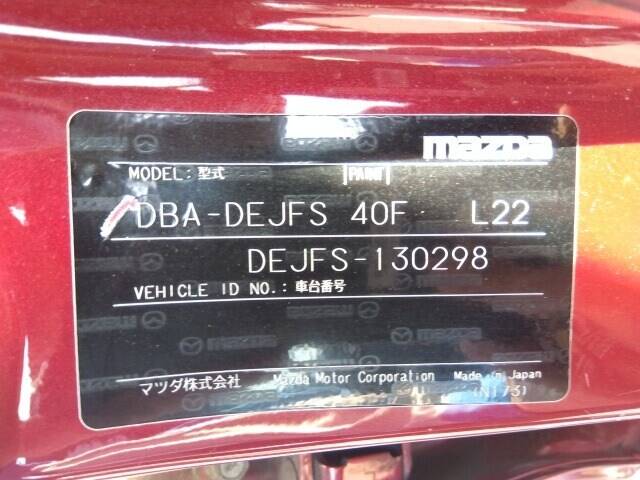 mazda
MODEL: 型式 PAINT
DBA-DEJFS 40F L22
DEJFS-130298
VEHICLE ID NO.: 車台番号
マツダ株式会社 Mazda Motor Corporation Made in Japan
(N173)